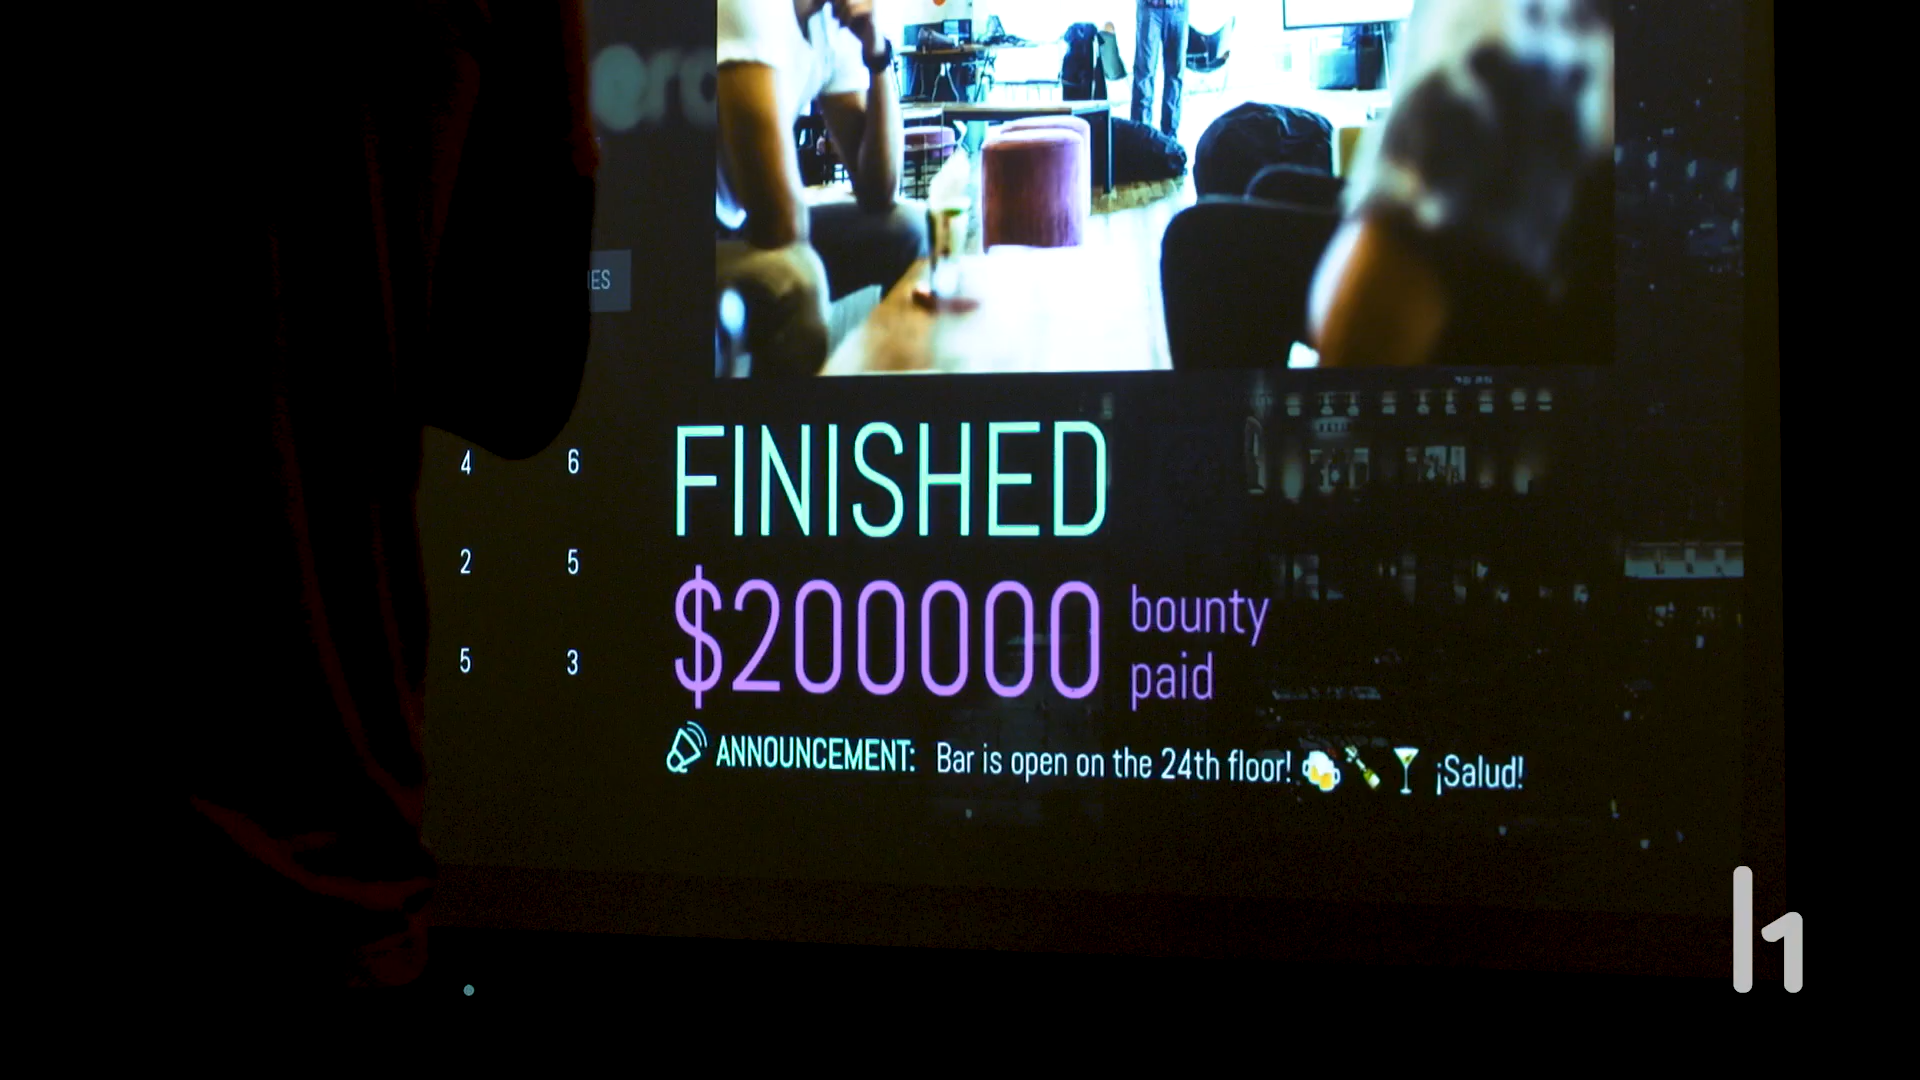 4 6
2 5
5 3
FINISHED
$200000 bounty paid
ANNOUNCEMENT: Bar is open on the 24th floor! 🍻🍾🍸 ¡Salud!
h1